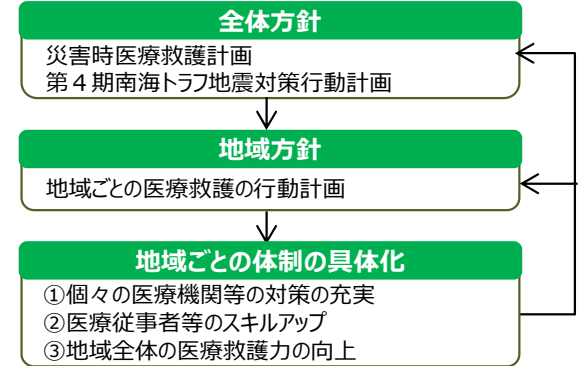 全体方針
災害時医療救護計画
第４期南海トラフ地震対策行動計画
地域方針
地域ごとの医療救護の行動計画
地域ごとの体制の具体化
①個々の医療機関等の対策の充実
②医療従事者等のスキルアップ
③地域全体の医療救護力の向上